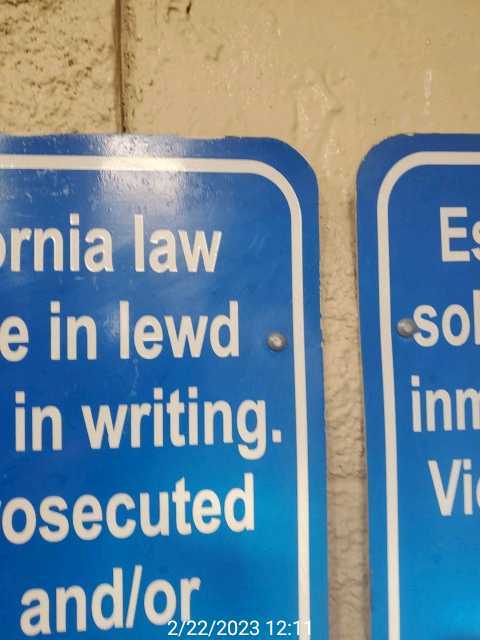 ornia law
e in lewd
in writing.
rosecuted
and/or
Es
sol
inm
Vi
2/22/2023 12:11